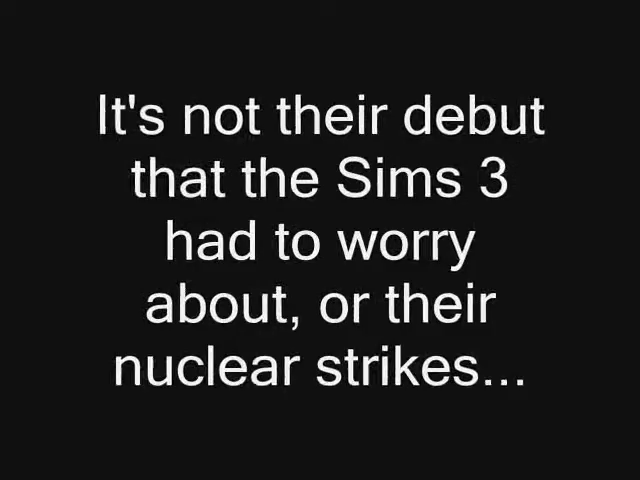 It's not their debut
that the Sims 3
had to worry
about, or their
nuclear strikes...